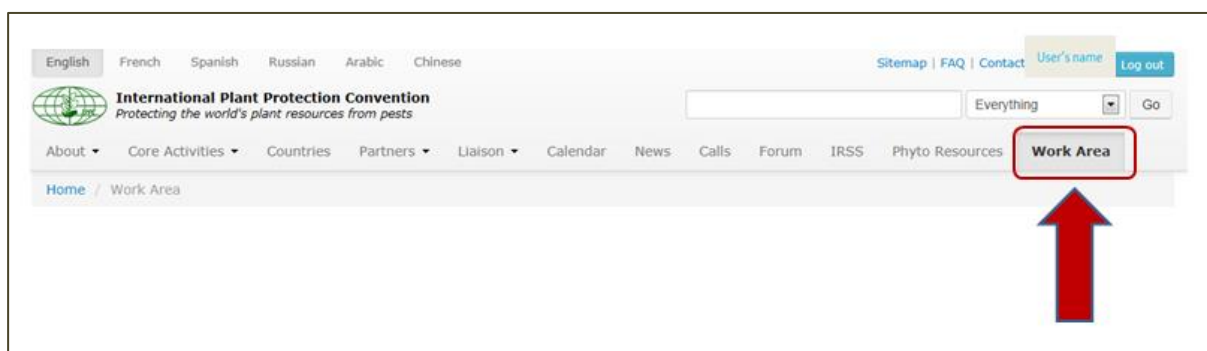 English French Spanish Russian Arabic Chinese Sitemap | FAQ | Contact User's name Log out
International Plant Protection Convention
Protecting the world's plant resources from pests
Everything Go
About Core Activities Countries Partners Liaison Calendar News Calls Forum IRSS Phyto Resources Work Area
Home / Work Area